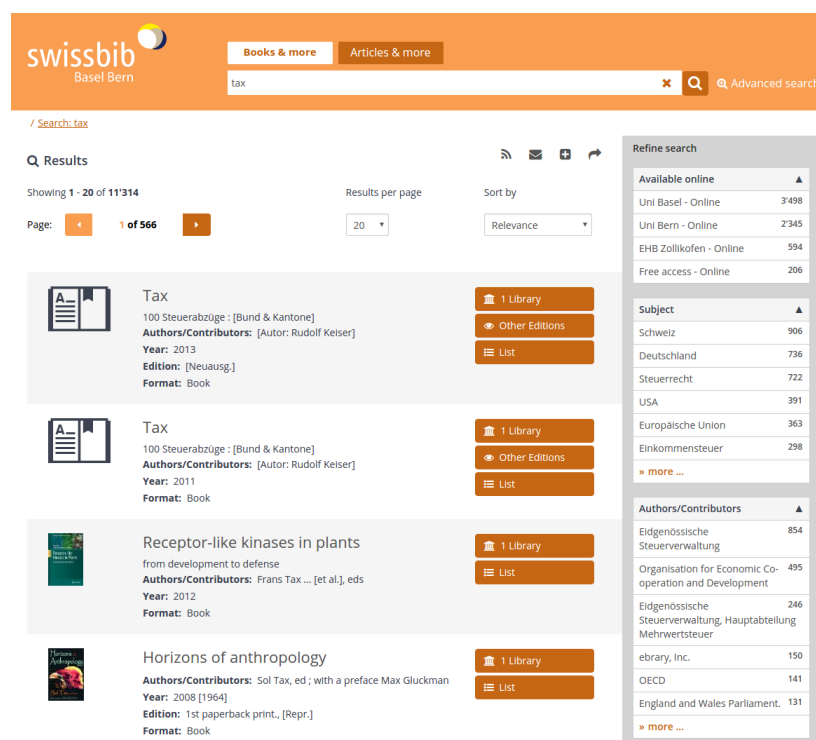 swissbib
Basel Bern
Books & more
Articles & more
tax
Advanced search
/ Search: tax
Results
Showing 1 - 20 of 11'314
Results per page
Sort by
Page:
1 of 566
20
Relevance
Tax
100 Steuerabzüge : [Bund & Kantone]
Authors/Contributors: [Autor: Rudolf Keiser]
Year: 2013
Edition: [Neuausg.]
Format: Book
1 Library
Other Editions
List
Tax
100 Steuerabzüge : [Bund & Kantone]
Authors/Contributors: [Autor: Rudolf Keiser]
Year: 2011
Format: Book
1 Library
Other Editions
List
Receptor-like kinases in plants
from development to defense
Authors/Contributors: Frans Tax ... [et al.], eds
Year: 2012
Format: Book
1 Library
List
Horizons of
Anthropology
Sol Tax
Horizons of anthropology
Authors/Contributors: Sol Tax, ed ; with a preface Max Gluckman
Year: 2008 [1964]
Edition: 1st paperback print., [Repr.]
Format: Book
1 Library
List
Refine search
Available online
Uni Basel - Online 3'498
Uni Bern - Online 2'345
EHB Zollikofen - Online 594
Free access - Online 206
Subject
Schweiz 906
Deutschland 736
Steuerrecht 722
USA 391
Europäische Union 363
Einkommensteuer 298
» more ...
Authors/Contributors
Eidgenössische 854
Steuerverwaltung
Organisation for Economic Co- 495
operation and Development
Eidgenössische 246
Steuerverwaltung, Hauptabteilung
Mehrwertsteuer
ebrary, Inc. 150
OECD 141
England and Wales Parliament. 131
» more ...